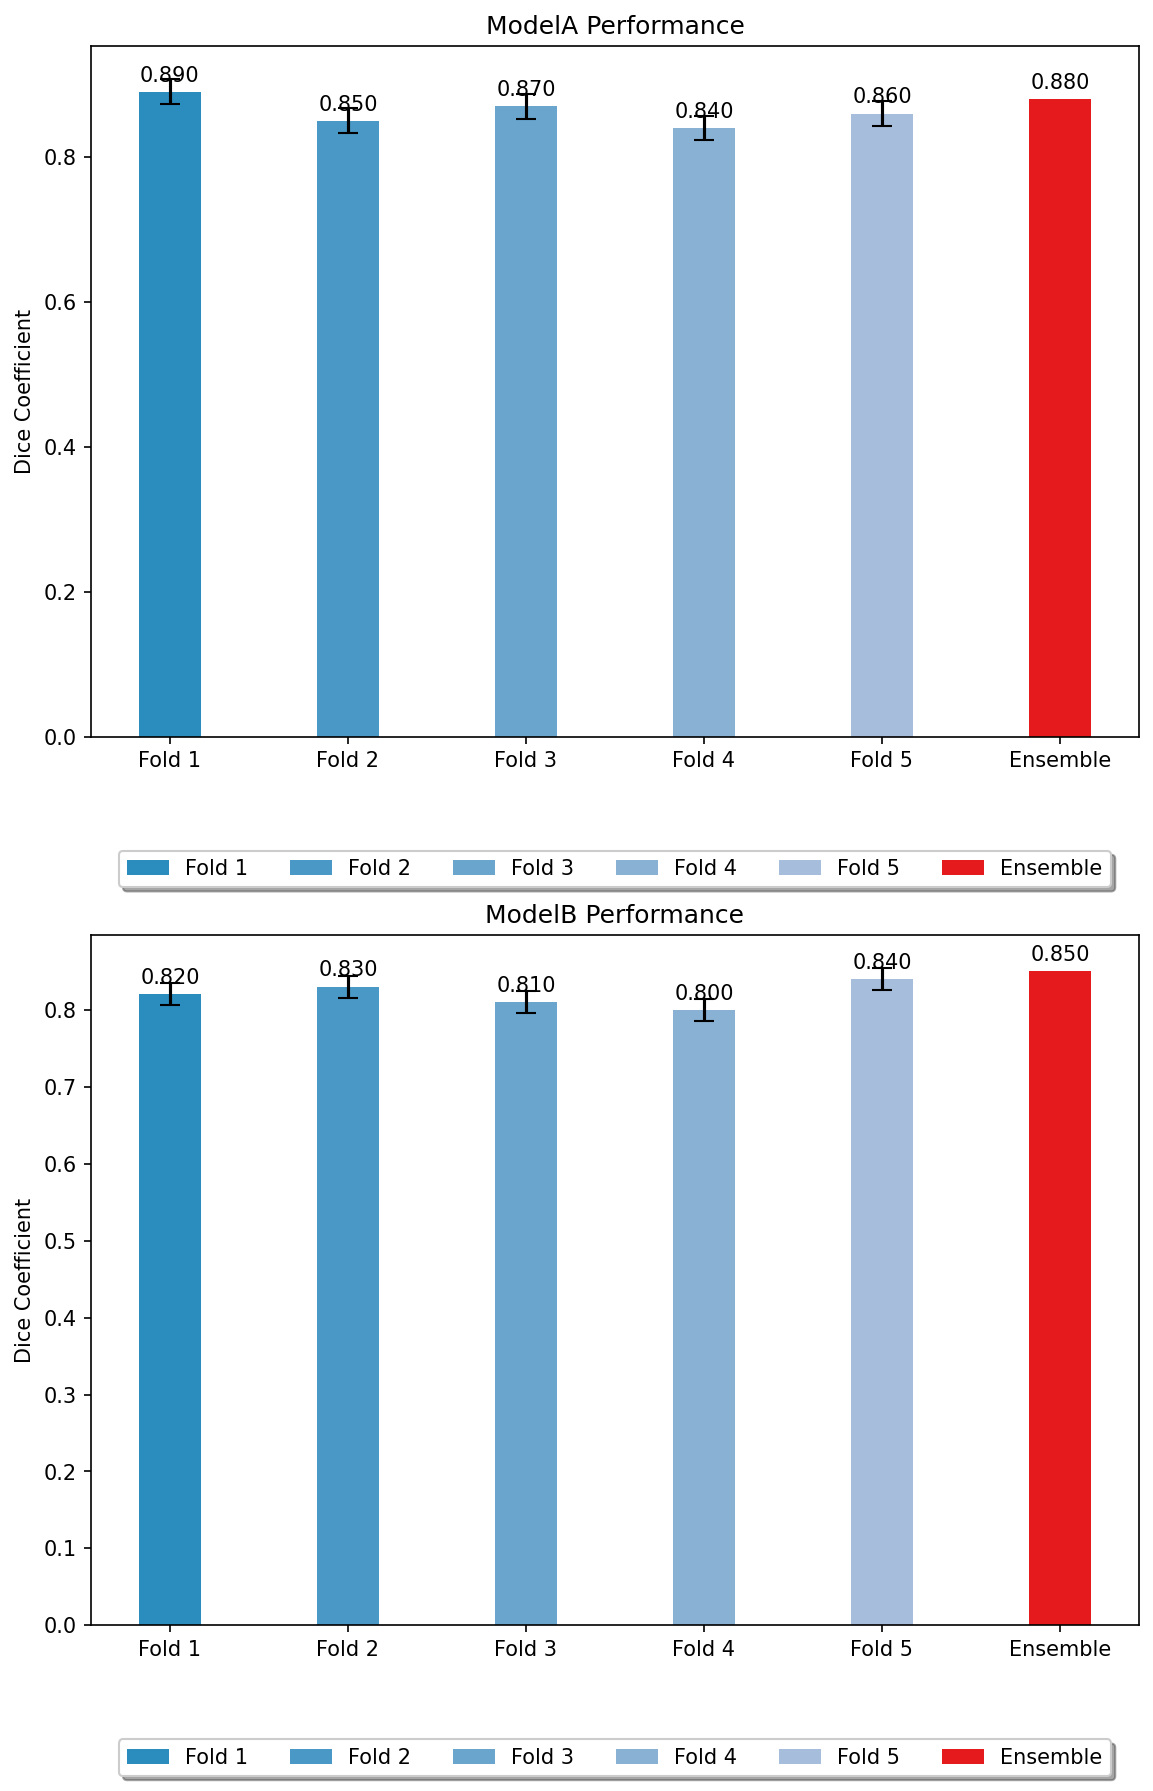 ModelA Performance
0.890 0.850 0.870 0.840 0.860 0.880
Dice Coefficient
0.8
0.6
0.4
0.2
0.0
Fold 1 Fold 2 Fold 3 Fold 4 Fold 5 Ensemble
Fold 1 Fold 2 Fold 3 Fold 4 Fold 5 Ensemble
ModelB Performance
0.820 0.830 0.810 0.800 0.840 0.850
Dice Coefficient
0.8
0.7
0.6
0.5
0.4
0.3
0.2
0.1
0.0
Fold 1 Fold 2 Fold 3 Fold 4 Fold 5 Ensemble
Fold 1 Fold 2 Fold 3 Fold 4 Fold 5 Ensemble